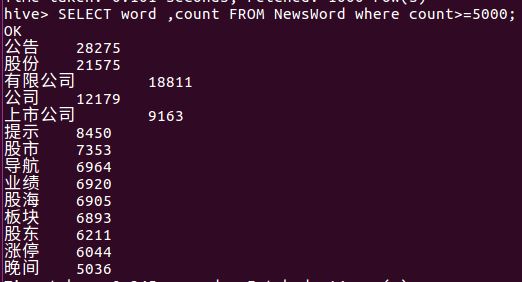 hive> SELECT word ,count FROM NewsWord where count>=5000;
OK
公告 28275
股份 21575
有限公司 18811
公司 12179
上市公司 9163
提示 8450
股市 7353
导航 6964
业绩 6920
股海 6905
板块 6893
股东 6211
涨停 6044
晚间 5036